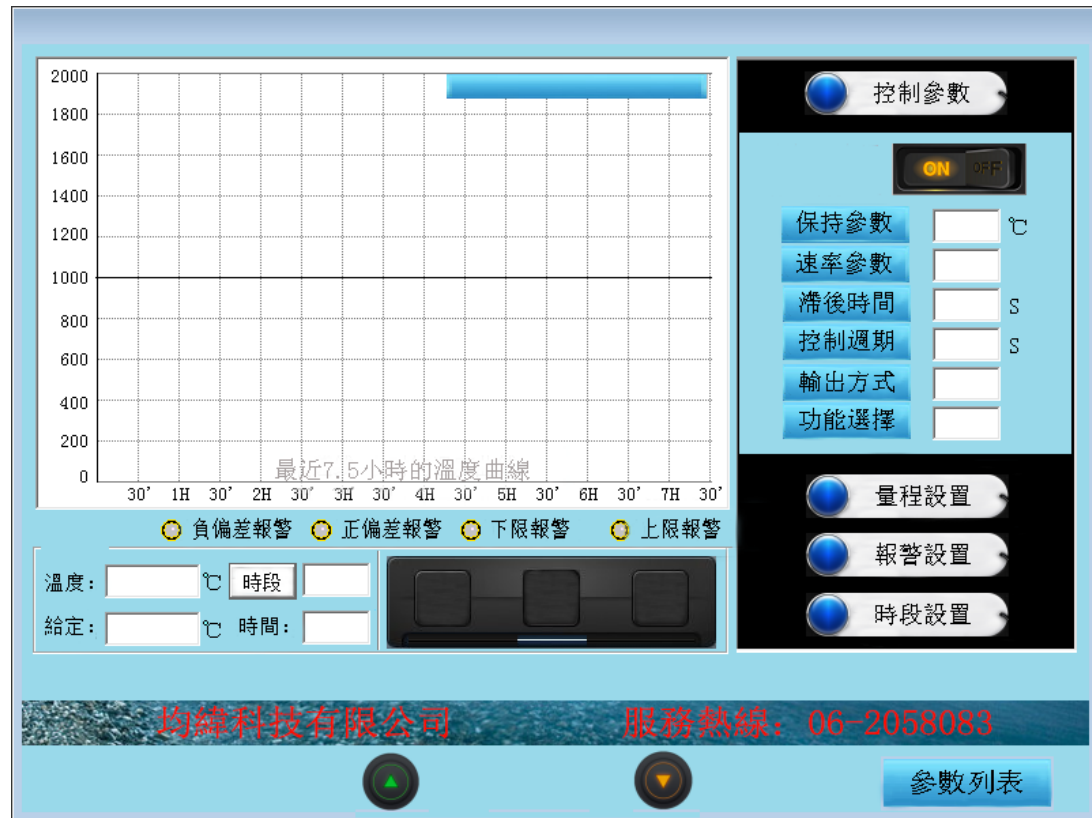 2000
1800
1600
1400
1200
1000
800
600
400
200
0
最近7.5小時的溫度曲線
30' 1H 30' 2H 30' 3H 30' 4H 30' 5H 30' 6H 30' 7H 30'
負偏差報警 正偏差報警 下限報警 上限報警
溫度: ℃ 時段
給定: ℃ 時間:
控制參數
ON OFF
保持參數 ℃
速率參數
滯後時間 S
控制週期 S
輸出方式
功能選擇
量程設置
報警設置
時段設置
均緯科技有限公司 服務熱線: 06-2058083
參數列表